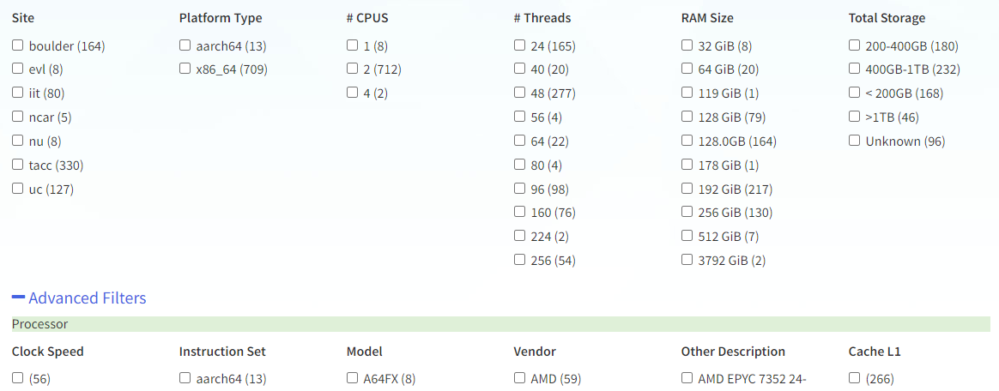 Site Platform Type # CPUS # Threads RAM Size Total Storage
boulder (164) aarch64 (13) 1 (8) 24 (165) 32 GiB (8) 200-400GB (180)
evl (8) x86_64 (709) 2 (712) 40 (20) 64 GiB (20) 400GB-1TB (232)
iit (80) 4 (2) 48 (277) 119 GiB (1) < 200GB (168)
ncar (5) 56 (4) 128 GiB (79) >1TB (46)
nu (8) 64 (22) 128.0GB (164) Unknown (96)
tacc (330) 80 (4) 178 GiB (1)
uc (127) 96 (98) 192 GiB (217)
160 (76) 256 GiB (130)
224 (2) 512 GiB (7)
256 (54) 3792 GiB (2)
Advanced Filters
Processor
Clock Speed Instruction Set Model Vendor Other Description Cache L1
(56) aarch64 (13) A64FX (8) AMD (59) AMD EPYC 7352 24- (266)